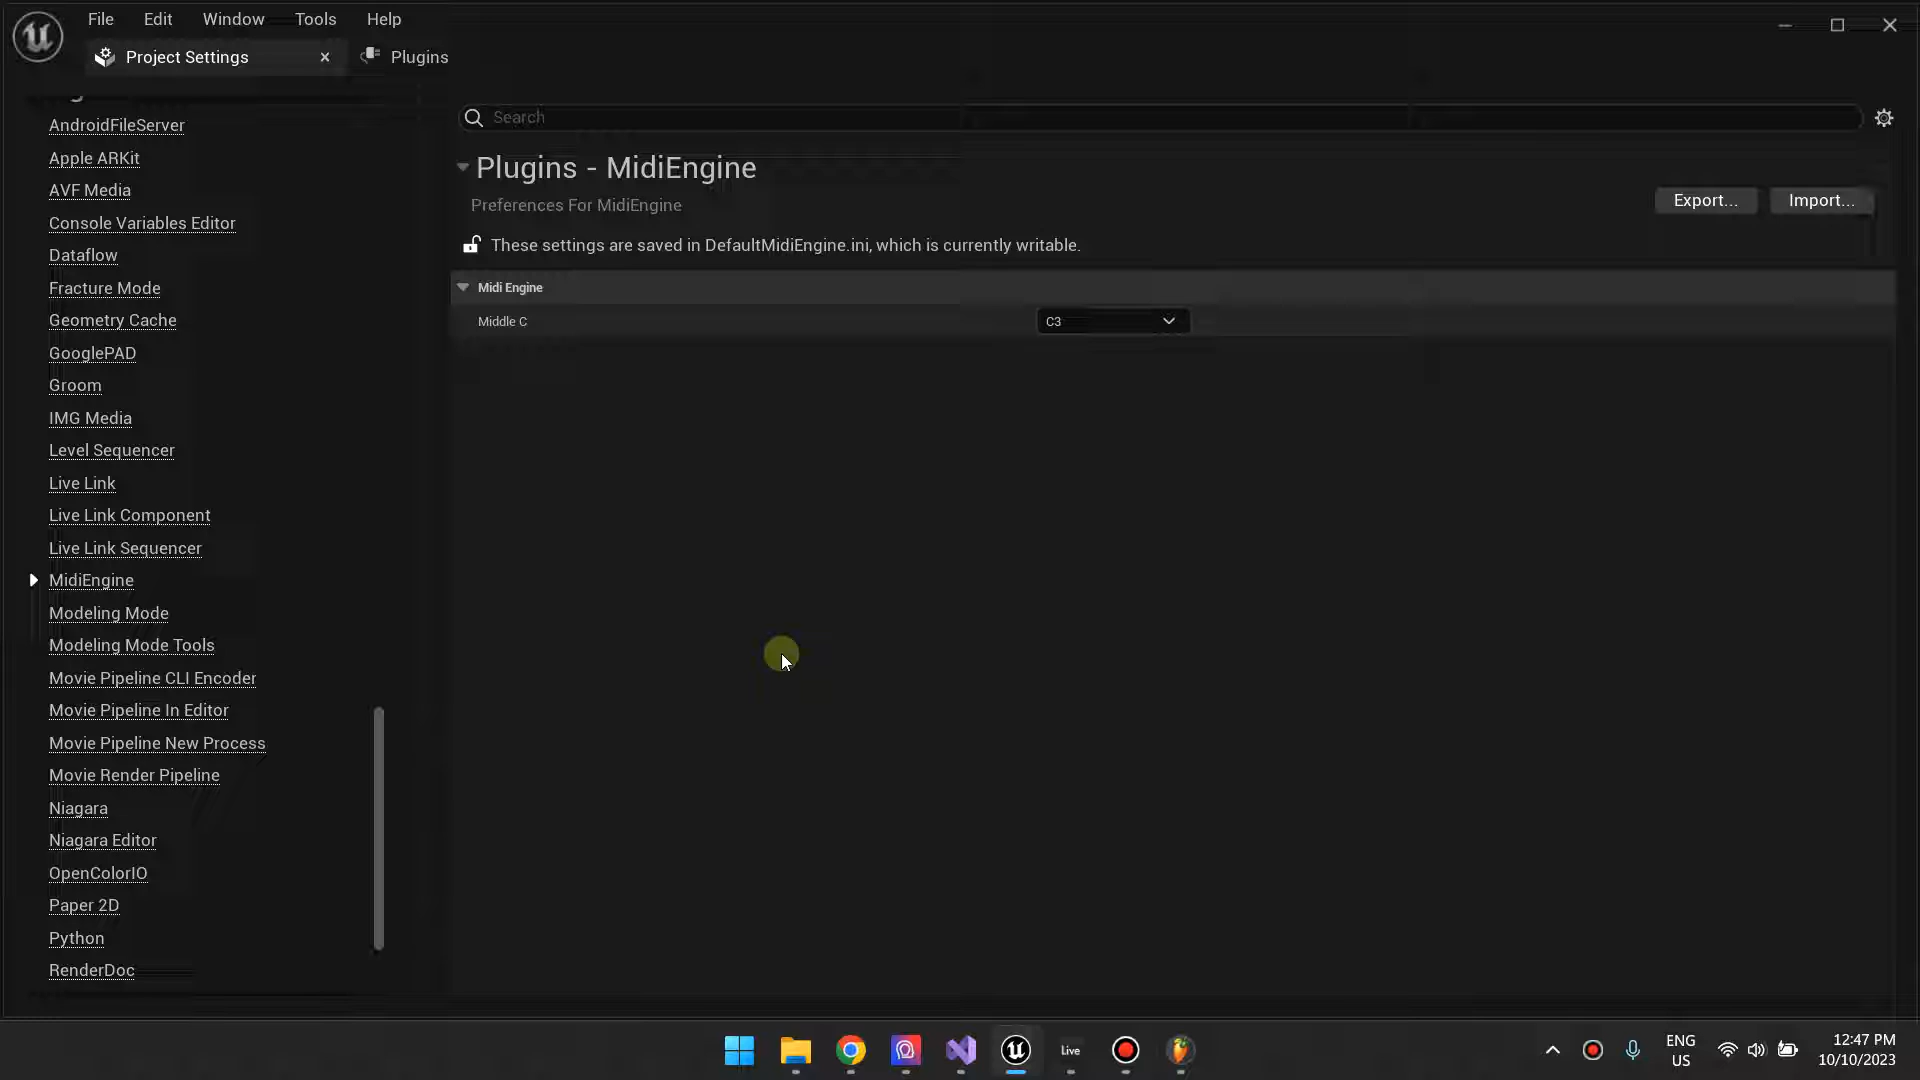 File Edit Window Tools Help
Project Settings
Plugins
AndroidFileServer
Apple ARKit
AVF Media
Console Variables Editor
Dataflow
Fracture Mode
Geometry Cache
GooglePAD
Groom
IMG Media
Level Sequencer
Live Link
Live Link Component
Live Link Sequencer
MidiEngine
Modeling Mode
Modeling Mode Tools
Movie Pipeline CLI Encoder
Movie Pipeline In Editor
Movie Pipeline New Process
Movie Render Pipeline
Niagara
Niagara Editor
OpenColorIO
Paper 2D
Python
RenderDoc
Search
Plugins - MidiEngine
Preferences For MidiEngine
Export...
Import...
These settings are saved in DefaultMidiEngine.ini, which is currently writable.
Midi Engine
Middle C
C3
Live
ENG
US
12:47 PM
10/10/2023